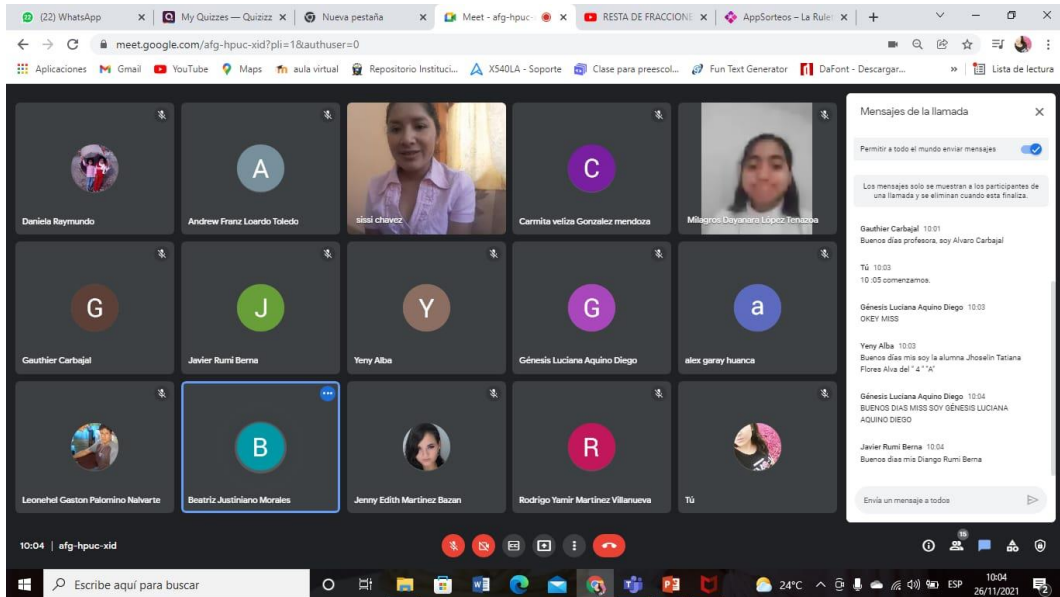 (22) WhatsApp
My Quizzes — Quizizz
Nueva pestaña
Meet - afg-hpuc-
RESTA DE FRACCIONE
AppSorteos – La Rule
meet.google.com/afg-hpuc-xid?pli=1&authuser=0
Aplicaciones
Gmail
YouTube
Maps
aula virtual
Repositorio Instituci...
X540LA - Soporte
Clase para preescol...
Fun Text Generator
DaFont - Descargar...
»
Lista de lectura
Daniela Raymundo
A
Andrew Franz Loardo Toledo
sissi chavez
C
Carmita veliza Gonzalez mendoza
Milagros Dayanara López Tenazoa
G
Gauthier Carbajal
J
Javier Rumi Berna
Y
Yeny Alba
G
Génesis Luciana Aquino Diego
a
alex garay huanca
Leonehel Gaston Palomino Nalvarte
B
Beatriz Justiniano Morales
Jenny Edith Martinez Bazan
R
Rodrigo Yamir Martínez Villanueva
Tú
Mensajes de la llamada
Permitir a todo el mundo enviar mensajes
Los mensajes solo se muestran a los participantes de
una llamada y se eliminan cuando esta finaliza.
Gauthier Carbajal 10:01
Buenos días profesora, soy Alvaro Carbajal
Tú 10:03
10 :05 comenzamos.
Génesis Luciana Aquino Diego 10:03
OKEY MISS
Yeny Alba 10:03
Buenos días mis soy la alumna Jhoselin Tatiana
Flores Alva del " 4 " "A"
Génesis Luciana Aquino Diego 10:04
BUENOS DIAS MISS SOY GÉNESIS LUCIANA
AQUINO DIEGO
Javier Rumi Berna 10:04
Buenos dias mis Diango Rumi Berna
Envía un mensaje a todos
10:04 | afg-hpuc-xid
15
Escribe aquí para buscar
24°C
ESP
10:04
26/11/2021
2